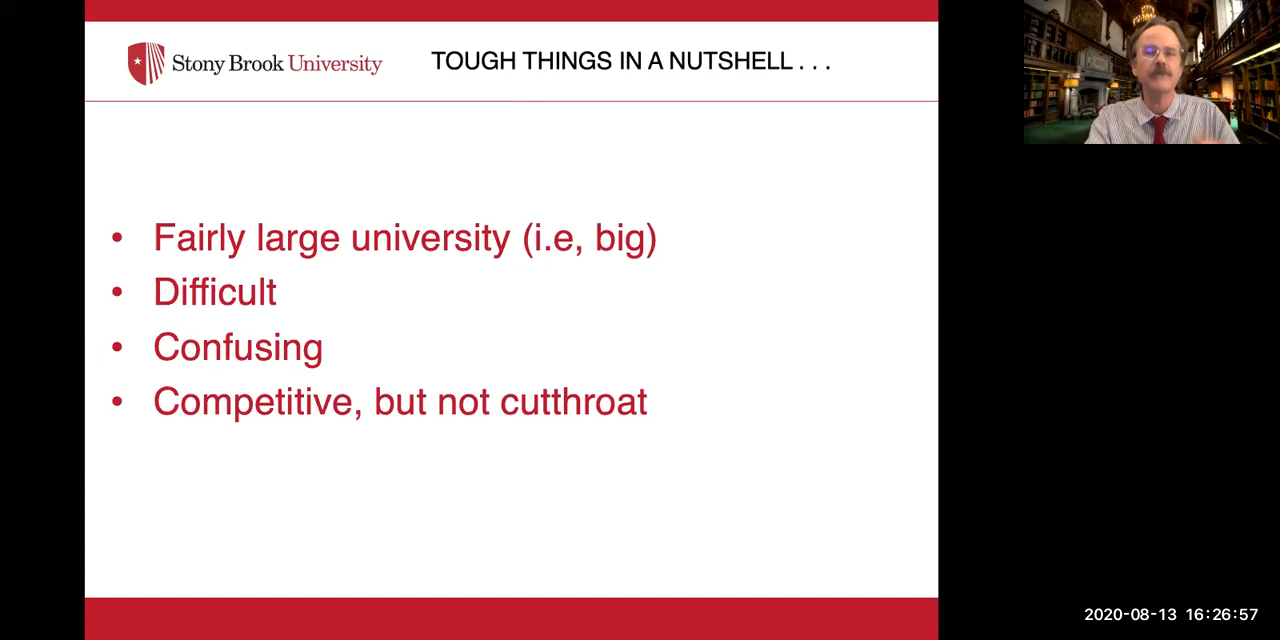 Stony Brook University
TOUGH THINGS IN A NUTSHELL . . .
• Fairly large university (i.e, big)
• Difficult
• Confusing
• Competitive, but not cutthroat
2020-08-13 16:26:57